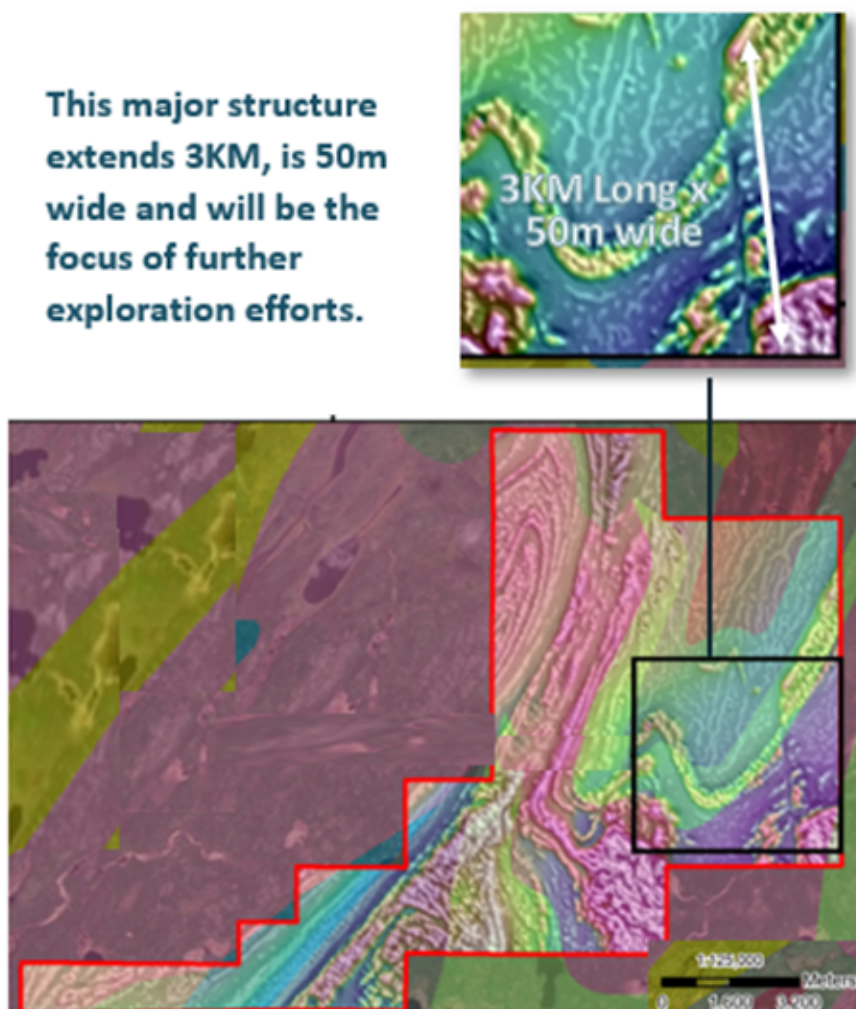 This major structure
extends 3KM, is 50m
wide and will be the
focus of further
exploration efforts.
3KM Long x
50m wide
1:125,000
Meters
0 1,600 3,200